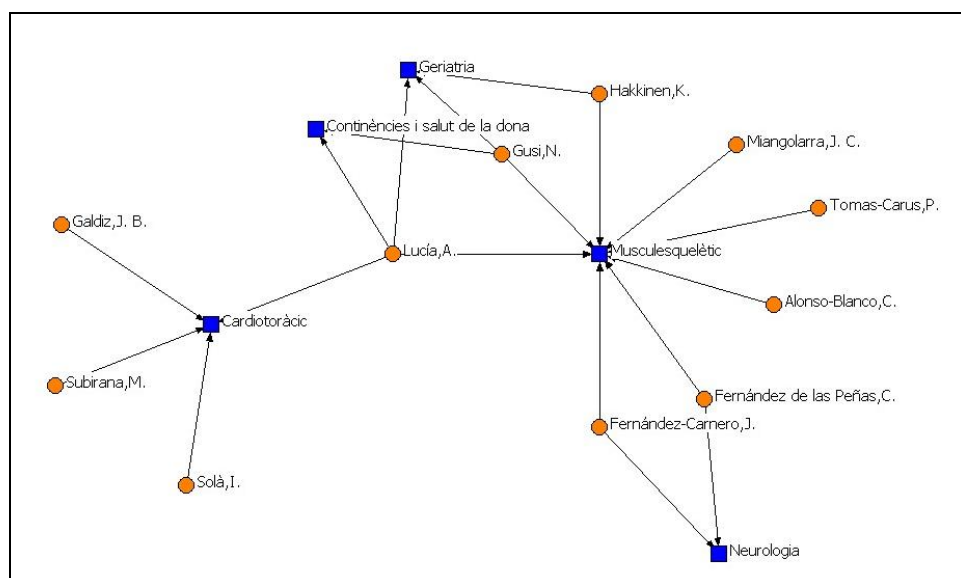 Geriatria
Hakkinen,K.
Continències i salut de la dona
Miangolarra,J. C.
Gusi,N.
Tomas-Carus,P.
Galdiz,J. B.
Lucía,A.
Musculesquelètic
Alonso-Blanco,C.
Cardiotoràcic
Subirana,M.
Fernández de las Peñas,C.
Fernández-Carnero,J.
Solà,I.
Neurologia